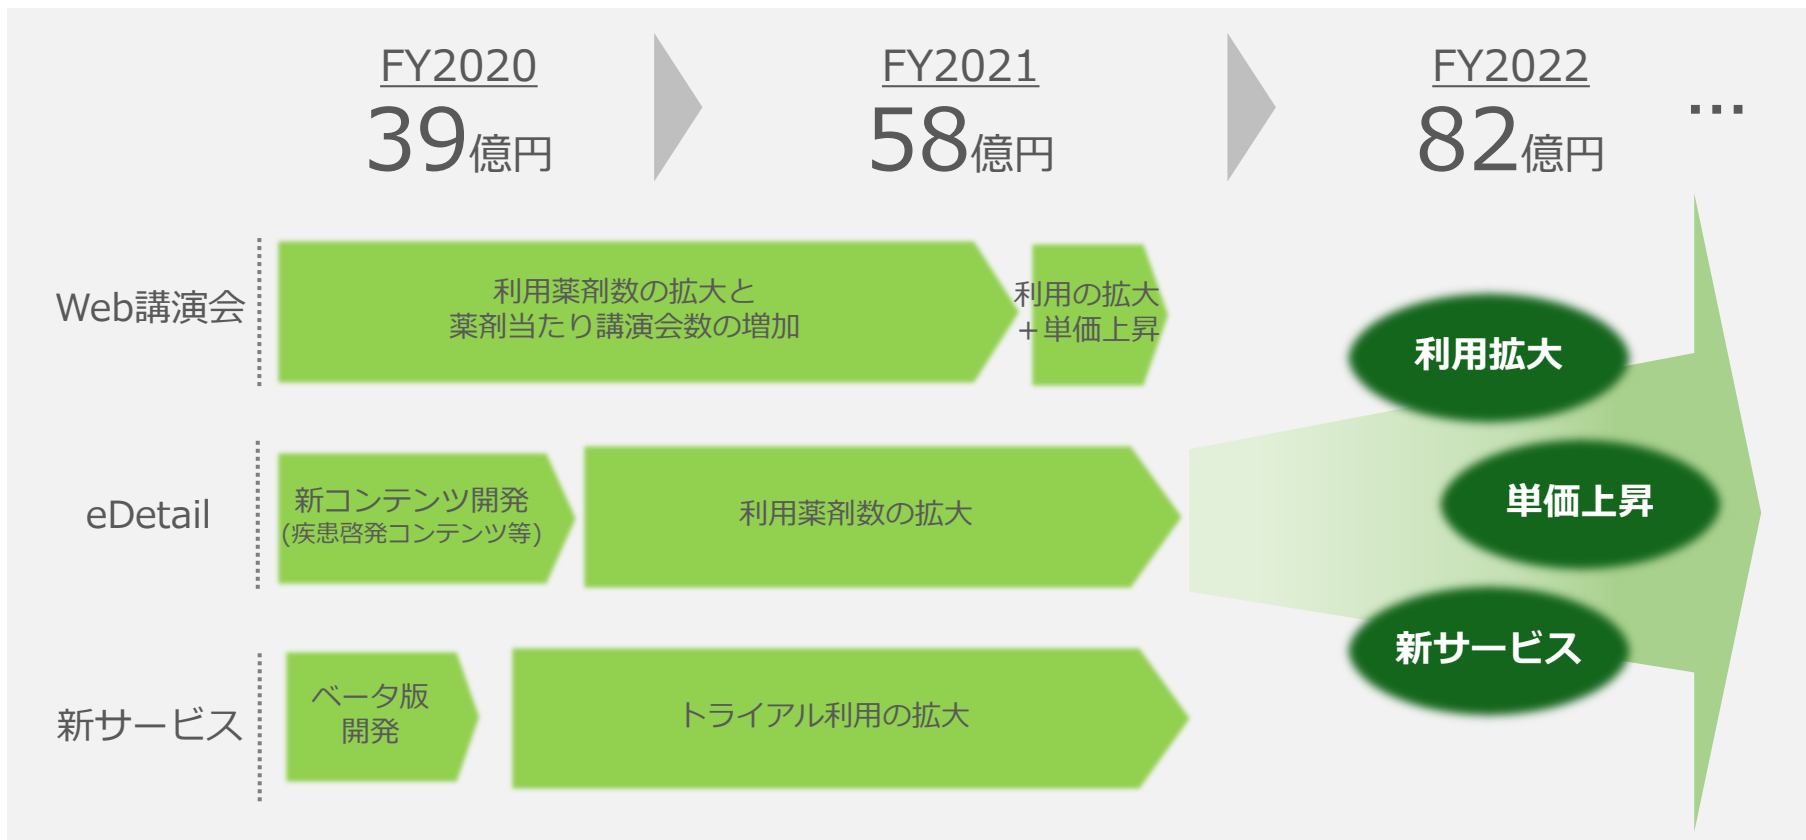 FY2020
39億円
FY2021
58億円
FY2022
82億円
…
Web講演会
利用薬剤数の拡大と
薬剤当たり講演会数の増加
利用の拡大
+単価上昇
eDetail
新コンテンツ開発
(疾患啓発コンテンツ等)
利用薬剤数の拡大
新サービス
ベータ版
開発
トライアル利用の拡大
利用拡大
単価上昇
新サービス